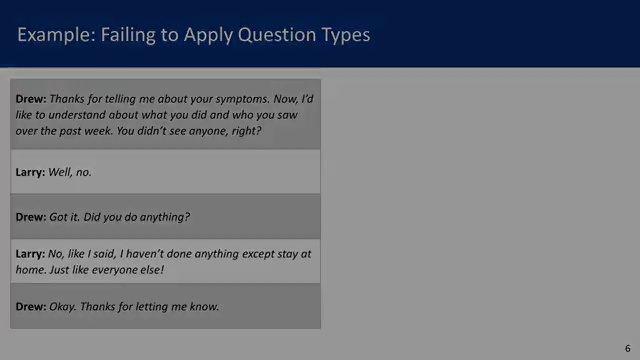 Example: Failing to Apply Question Types
Drew: Thanks for telling me about your symptoms. Now, I'd
like to understand about what you did and who you saw
over the past week. You didn't see anyone, right?
Larry: Well, no.
Drew: Got it. Did you do anything?
Larry: No, like I said, I haven't done anything except stay at
home. Just like everyone else!
Drew: Okay. Thanks for letting me know.
6